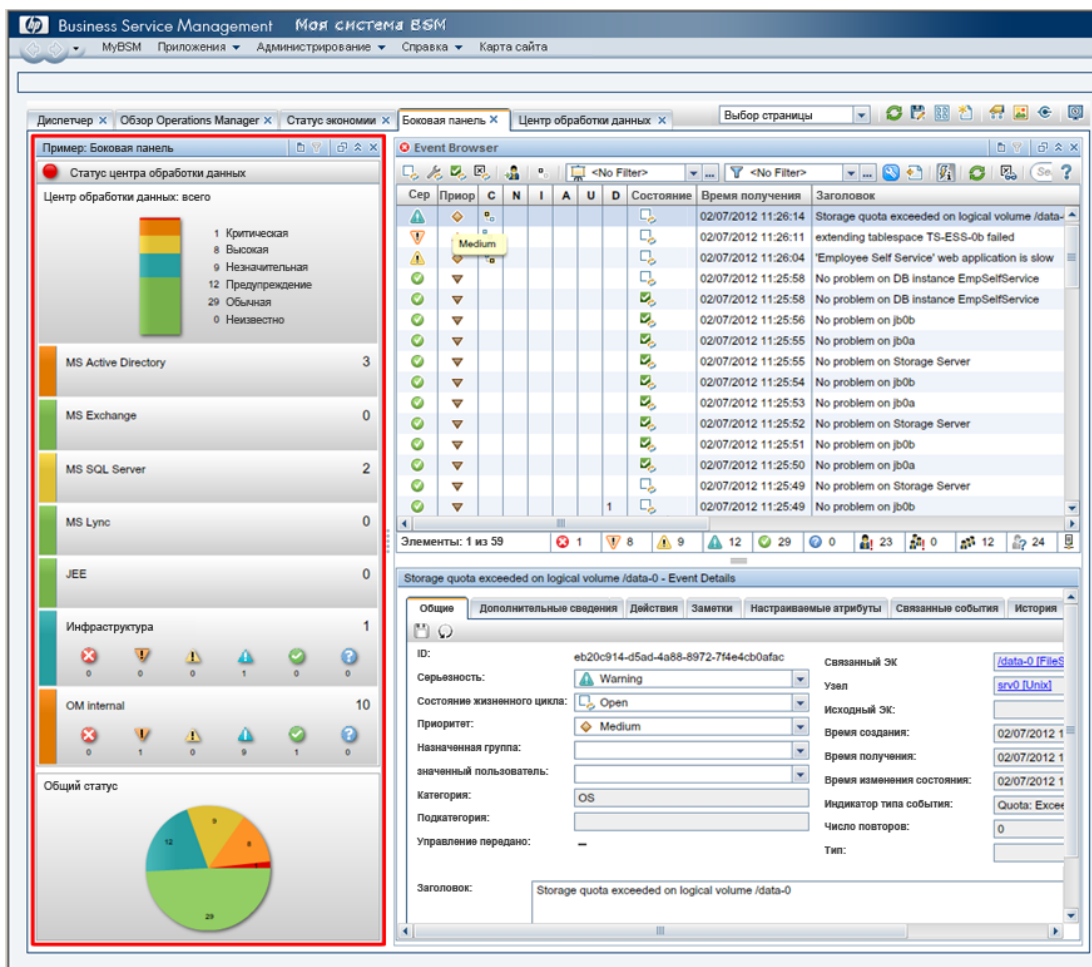 hp Business Service Management Моя система BSM
MyBSM Приложения Администрирование Справка Карта сайта
Диспетчер Обзор Operations Manager Статус экономии Боковая панель Центр обработки данных Выбор страницы
Пример: Боковая панель
Статус центра обработки данных
Центр обработки данных: всего
1 Критическая
8 Высокая
9 Незначительная
12 Предупреждение
29 Обычная
0 Неизвестно
MS Active Directory 3
MS Exchange 0
MS SQL Server 2
MS Lync 0
JEE 0
Инфраструктура 1
0 0 0 1 0 0
OM internal 10
0 1 0 9 1 0
Общий статус
9
12 8
1
29
Event Browser
<No Filter> ... <No Filter> ... Se ?
Сер Приор C N I A U D Состояние Время получения Заголовок
02/07/2012 11:26:14 Storage quota exceeded on logical volume /data-
02/07/2012 11:26:11 extending tablespace TS-ESS-0b failed
Medium
02/07/2012 11:26:04 'Employee Self Service' web application is slow
02/07/2012 11:25:58 No problem on DB instance EmpSelfService
02/07/2012 11:25:58 No problem on DB instance EmpSelfService
02/07/2012 11:25:56 No problem on jb0b
02/07/2012 11:25:55 No problem on jb0a
02/07/2012 11:25:55 No problem on Storage Server
02/07/2012 11:25:54 No problem on jb0b
02/07/2012 11:25:53 No problem on jb0a
02/07/2012 11:25:52 No problem on Storage Server
02/07/2012 11:25:51 No problem on jb0b
02/07/2012 11:25:50 No problem on jb0a
02/07/2012 11:25:49 No problem on Storage Server
1 02/07/2012 11:25:49 No problem on jb0b
Элементы: 1 из 59 1 8 9 12 29 0 23 0 12 24
Storage quota exceeded on logical volume /data-0 - Event Details
Общие Дополнительные сведения Действия Заметки Настраиваемые атрибуты Связанные события История
ID: eb20c914-d5ad-4a88-8972-7f4e4cb0afac
Серьезность: Warning
Состояние жизненного цикла: Open
Приоритет: Medium
Назначенная группа:
значенный пользователь:
Категория: OS
Подкатегория:
Управление передано: –
Связанный ЭК /data-0 [FileS
Узел srv0 [Unix]
Исходный ЭК:
Время создания: 02/07/2012 1
Время получения: 02/07/2012 1
Время изменения состояния: 02/07/2012 1
Индикатор типа события: Quota: Excee
Число повторов: 0
Тип:
Заголовок: Storage quota exceeded on logical volume /data-0